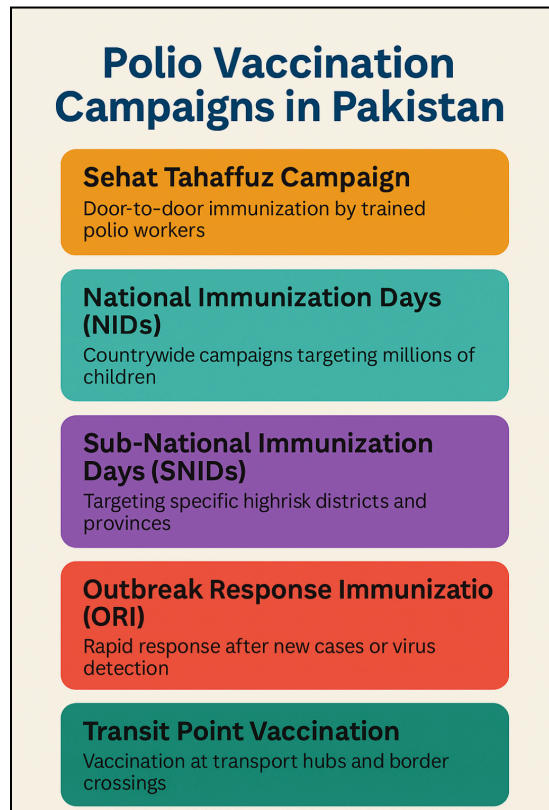 Polio Vaccination
Campaigns in Pakistan
Sehat Tahaffuz Campaign
Door-to-door immunization by trained
polio workers
National Immunization Days
(NIDs)
Countrywide campaigns targeting millions of
children
Sub-National Immunization
Days (SNIDs)
Targeting specific highrisk districts and
provinces
Outbreak Response Immunizatio
(ORI)
Rapid response after new cases or virus
detection
Transit Point Vaccination
Vaccination at transport hubs and border
crossings